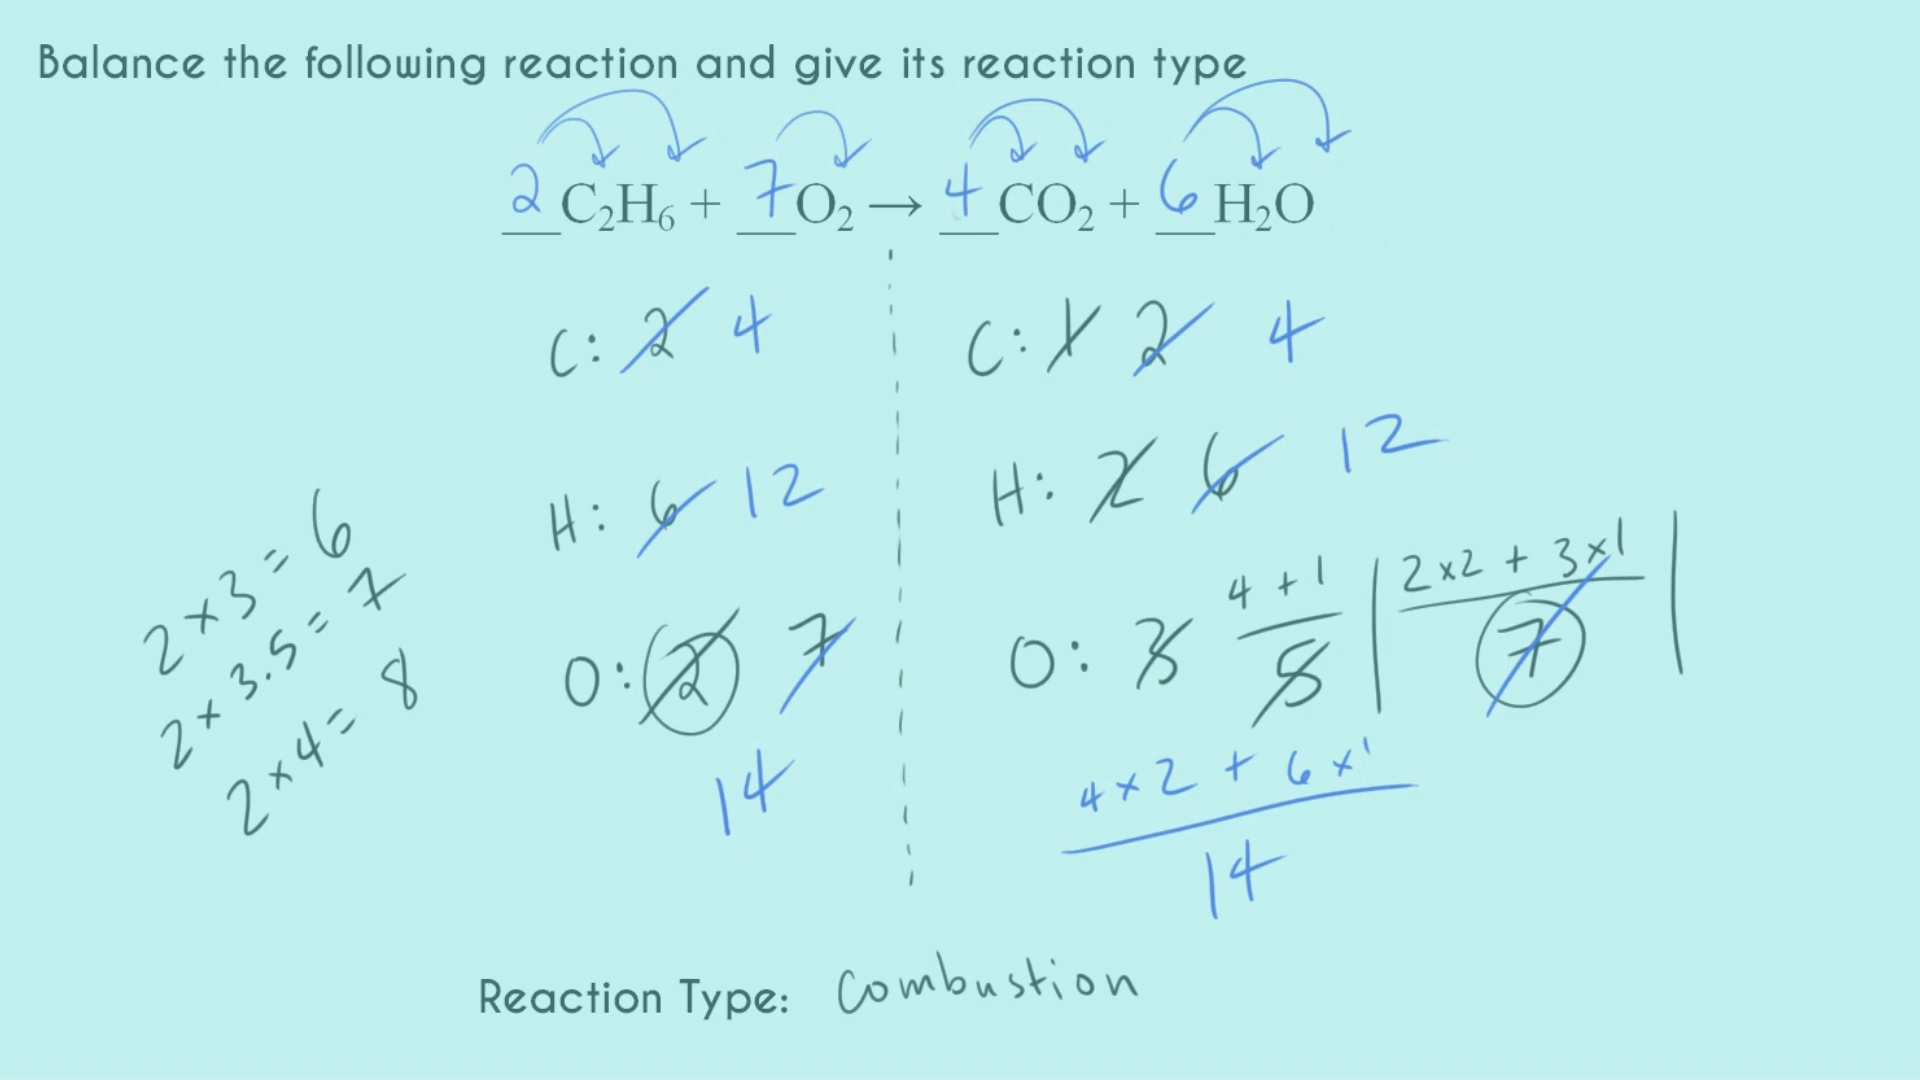 Balance the following reaction and give its reaction type
2 C₂H₆ + 7 O₂ → 4 CO₂ + 6 H₂O
C: 2 4
C: 1 2 4
H: 6 12
H: 2 6 12
2×3=6
2×3.5=7
2×4=8
O: 2 7
14
4+1
2×2 + 3×1
O: 3 5 7
4×2 + 6×1
14
Reaction Type: Combustion